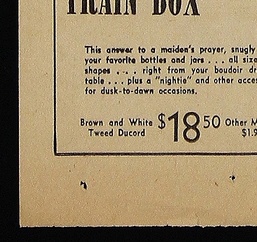 TRAIN BOX
This answer to a maiden's prayer, snugly
your favorite bottles and jars . . . all size
shapes . . . right from your boudoir dr
table . . . plus a "nightie" and other acces
for dusk-to-dawn occasions.
Brown and White $18.50 Other M
Tweed Ducord $1.9